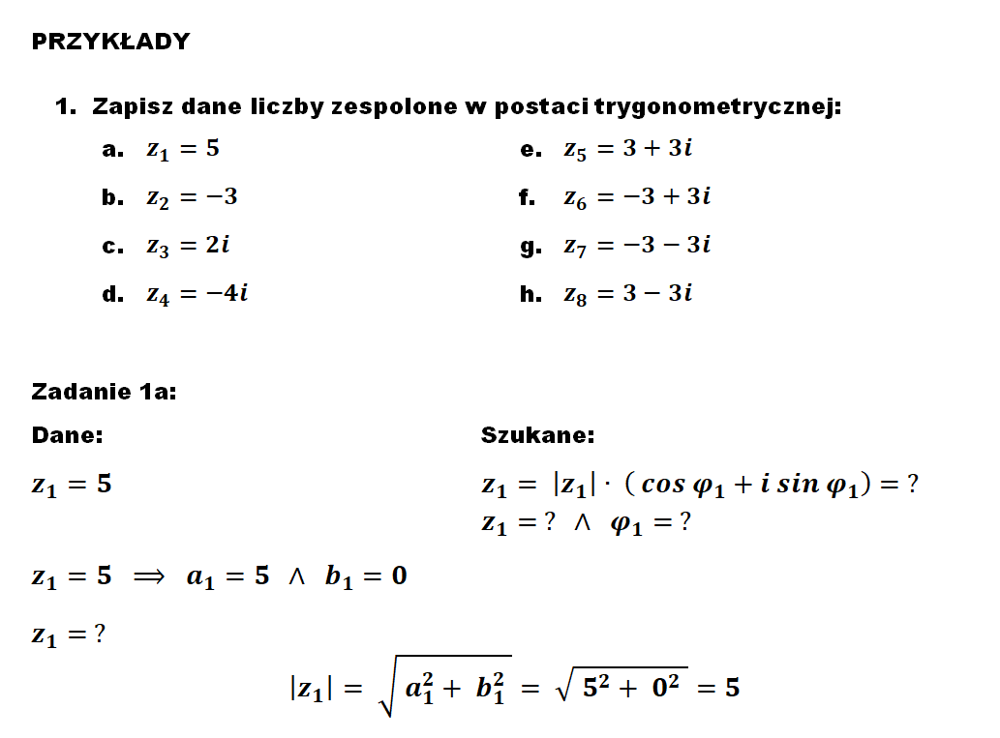 PRZYKŁADY
1. Zapisz dane liczby zespolone w postaci trygonometrycznej:
a. z₁ = 5
e. z₅ = 3 + 3i
b. z₂ = −3
f. z₆ = −3 + 3i
c. z₃ = 2i
g. z₇ = −3 − 3i
d. z₄ = −4i
h. z₈ = 3 − 3i
Zadanie 1a:
Dane:
Szukane:
z₁ = 5
z₁ = |z₁| · ( cos φ₁ + i sin φ₁) = ?
z₁ = ? ∧ φ₁ = ?
z₁ = 5 ⟹ a₁ = 5 ∧ b₁ = 0
z₁ = ?
|z₁| = √(a₁² + b₁²) = √(5² + 0²) = 5